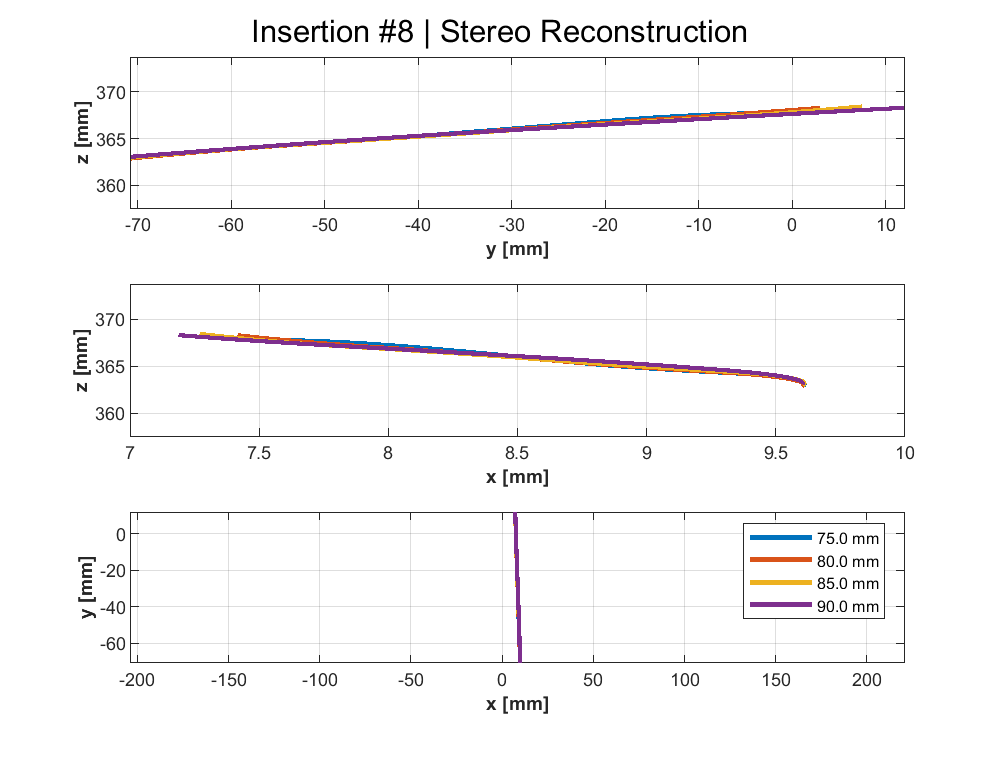 Insertion #8 | Stereo Reconstruction
370
365
360
z [mm]
-70 -60 -50 -40 -30 -20 -10 0 10
y [mm]
370
365
360
z [mm]
7 7.5 8 8.5 9 9.5 10
x [mm]
0
-20
-40
-60
y [mm]
75.0 mm
80.0 mm
85.0 mm
90.0 mm
-200 -150 -100 -50 0 50 100 150 200
x [mm]